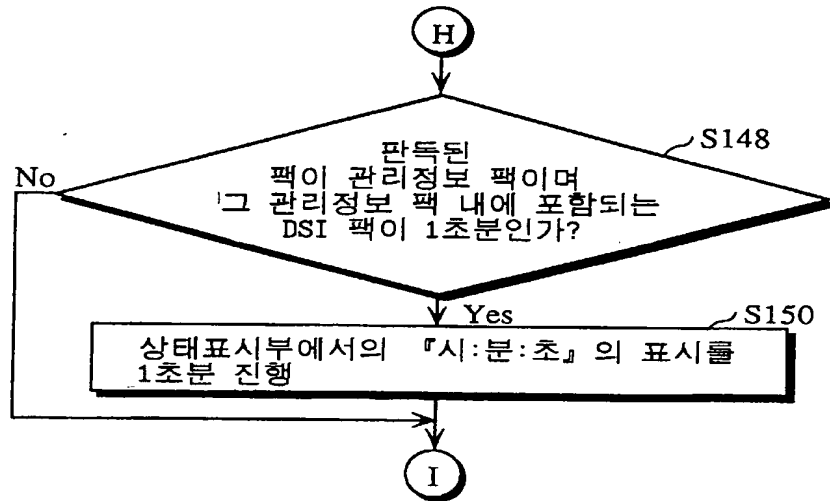 H
S148
판독된
팩이 관리정보 팩이며
그 관리정보 팩 내에 포함되는
DSI 팩이 1초분인가?
No
Yes
S150
상태표시부에서의 『시:분:초』의 표시를
1초분 진행
I